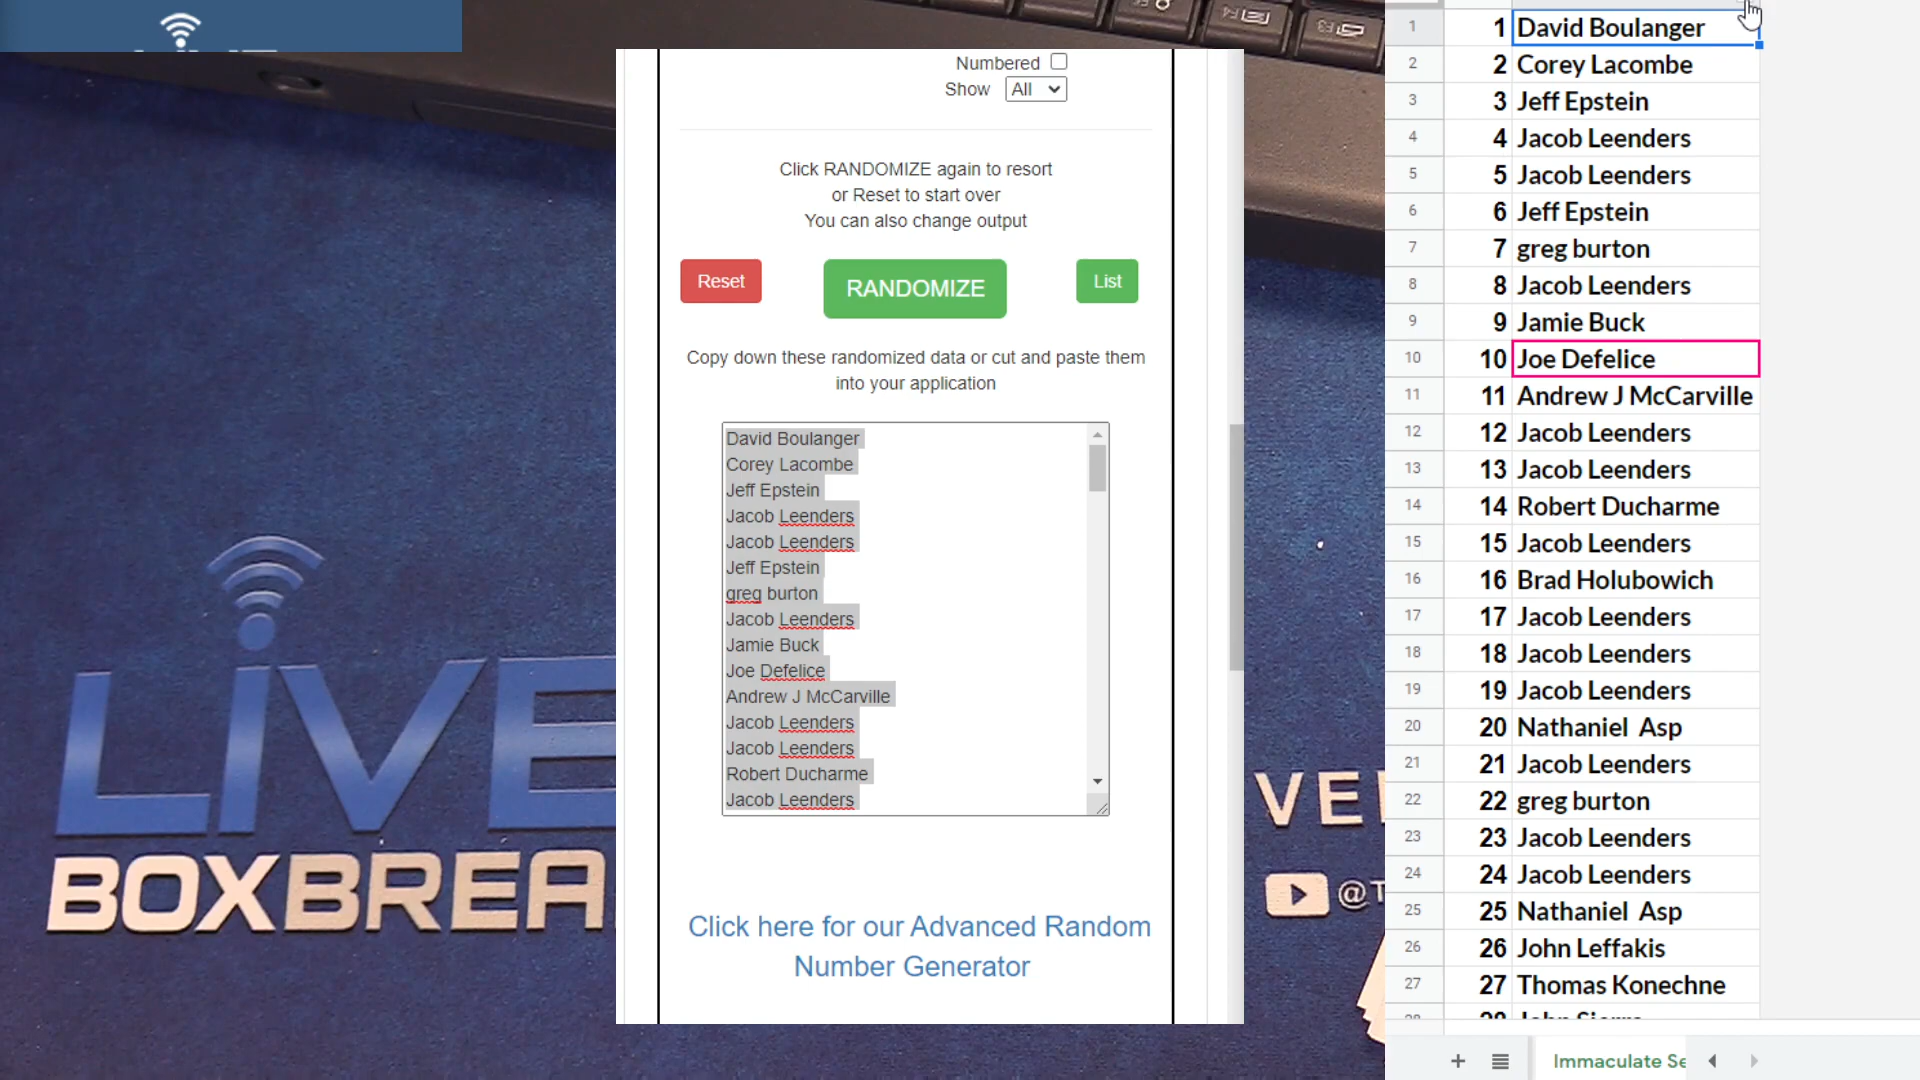 Numbered
Show All
Click RANDOMIZE again to resort
or Reset to start over
You can also change output
Reset
RANDOMIZE
List
Copy down these randomized data or cut and paste them
into your application
David Boulanger
Corey Lacombe
Jeff Epstein
Jacob Leenders
Jacob Leenders
Jeff Epstein
greg burton
Jacob Leenders
Jamie Buck
Joe Defelice
Andrew J McCarville
Jacob Leenders
Jacob Leenders
Robert Ducharme
Jacob Leenders
Click here for our Advanced Random
Number Generator
LIVE
BOXBREA
VE
@T
1 1 David Boulanger
2 2 Corey Lacombe
3 3 Jeff Epstein
4 4 Jacob Leenders
5 5 Jacob Leenders
6 6 Jeff Epstein
7 7 greg burton
8 8 Jacob Leenders
9 9 Jamie Buck
10 10 Joe Defelice
11 11 Andrew J McCarville
12 12 Jacob Leenders
13 13 Jacob Leenders
14 14 Robert Ducharme
15 15 Jacob Leenders
16 16 Brad Holubowich
17 17 Jacob Leenders
18 18 Jacob Leenders
19 19 Jacob Leenders
20 20 Nathaniel  Asp
21 21 Jacob Leenders
22 22 greg burton
23 23 Jacob Leenders
24 24 Jacob Leenders
25 25 Nathaniel  Asp
26 26 John Leffakis
27 27 Thomas Konechne
Immaculate Se